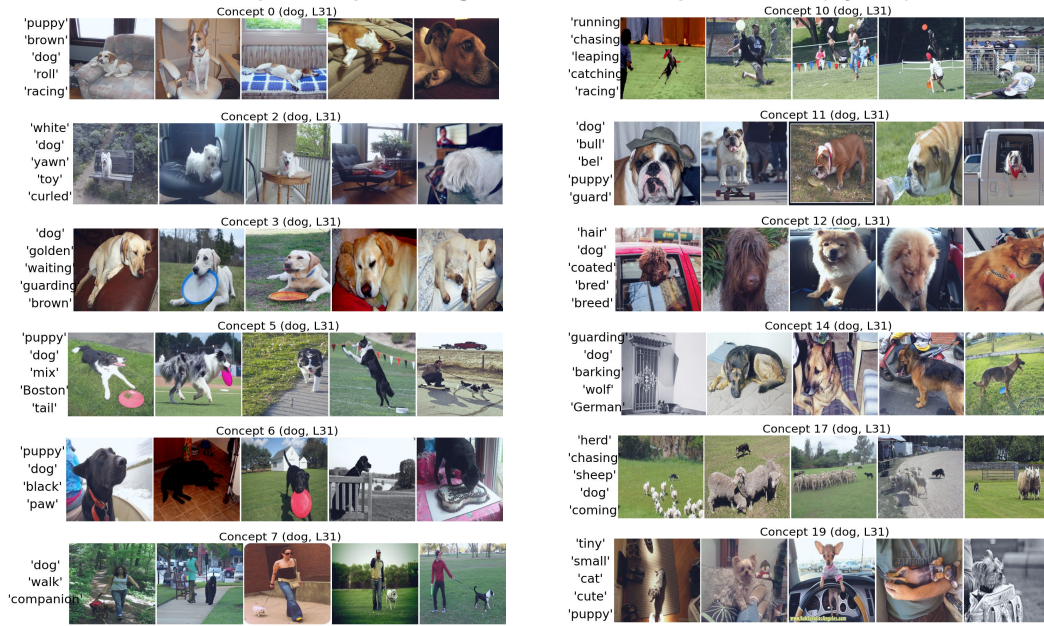 Concept 0 (dog, L31)
'puppy'
'brown'
'dog'
'roll'
'racing'
Concept 2 (dog, L31)
'white'
'dog'
'yawn'
'toy'
'curled'
Concept 3 (dog, L31)
'dog'
'golden'
'waiting'
'guarding
'brown'
Concept 5 (dog, L31)
'puppy'
'dog'
'mix'
'Boston'
'tail'
Concept 6 (dog, L31)
'puppy'
'dog'
'black'
'paw'
Concept 7 (dog, L31)
'dog'
'walk'
'companion'
Concept 10 (dog, L31)
'running
'chasing
'leaping
'catching
'racing'
Concept 11 (dog, L31)
'dog'
'bull'
'bel'
'puppy'
'guard'
Concept 12 (dog, L31)
'hair'
'dog'
'coated'
'bred'
'breed'
Concept 14 (dog, L31)
'guarding'
'dog'
'barking'
'wolf'
'German'
Concept 17 (dog, L31)
'herd'
'chasing
'sheep'
'dog'
'coming'
Concept 19 (dog, L31)
'tiny'
'small'
'cat'
'cute'
'puppy'